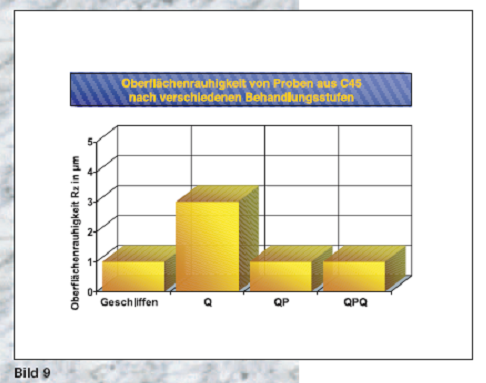 Oberflächenrauhigkeit von Proben aus C45
nach verschiedenen Behandlungsstufen
Oberflächenrauhigkeit Rz in µm
5
4
3
2
1
0
Geschliffen
Q
QP
QPQ
Bild 9